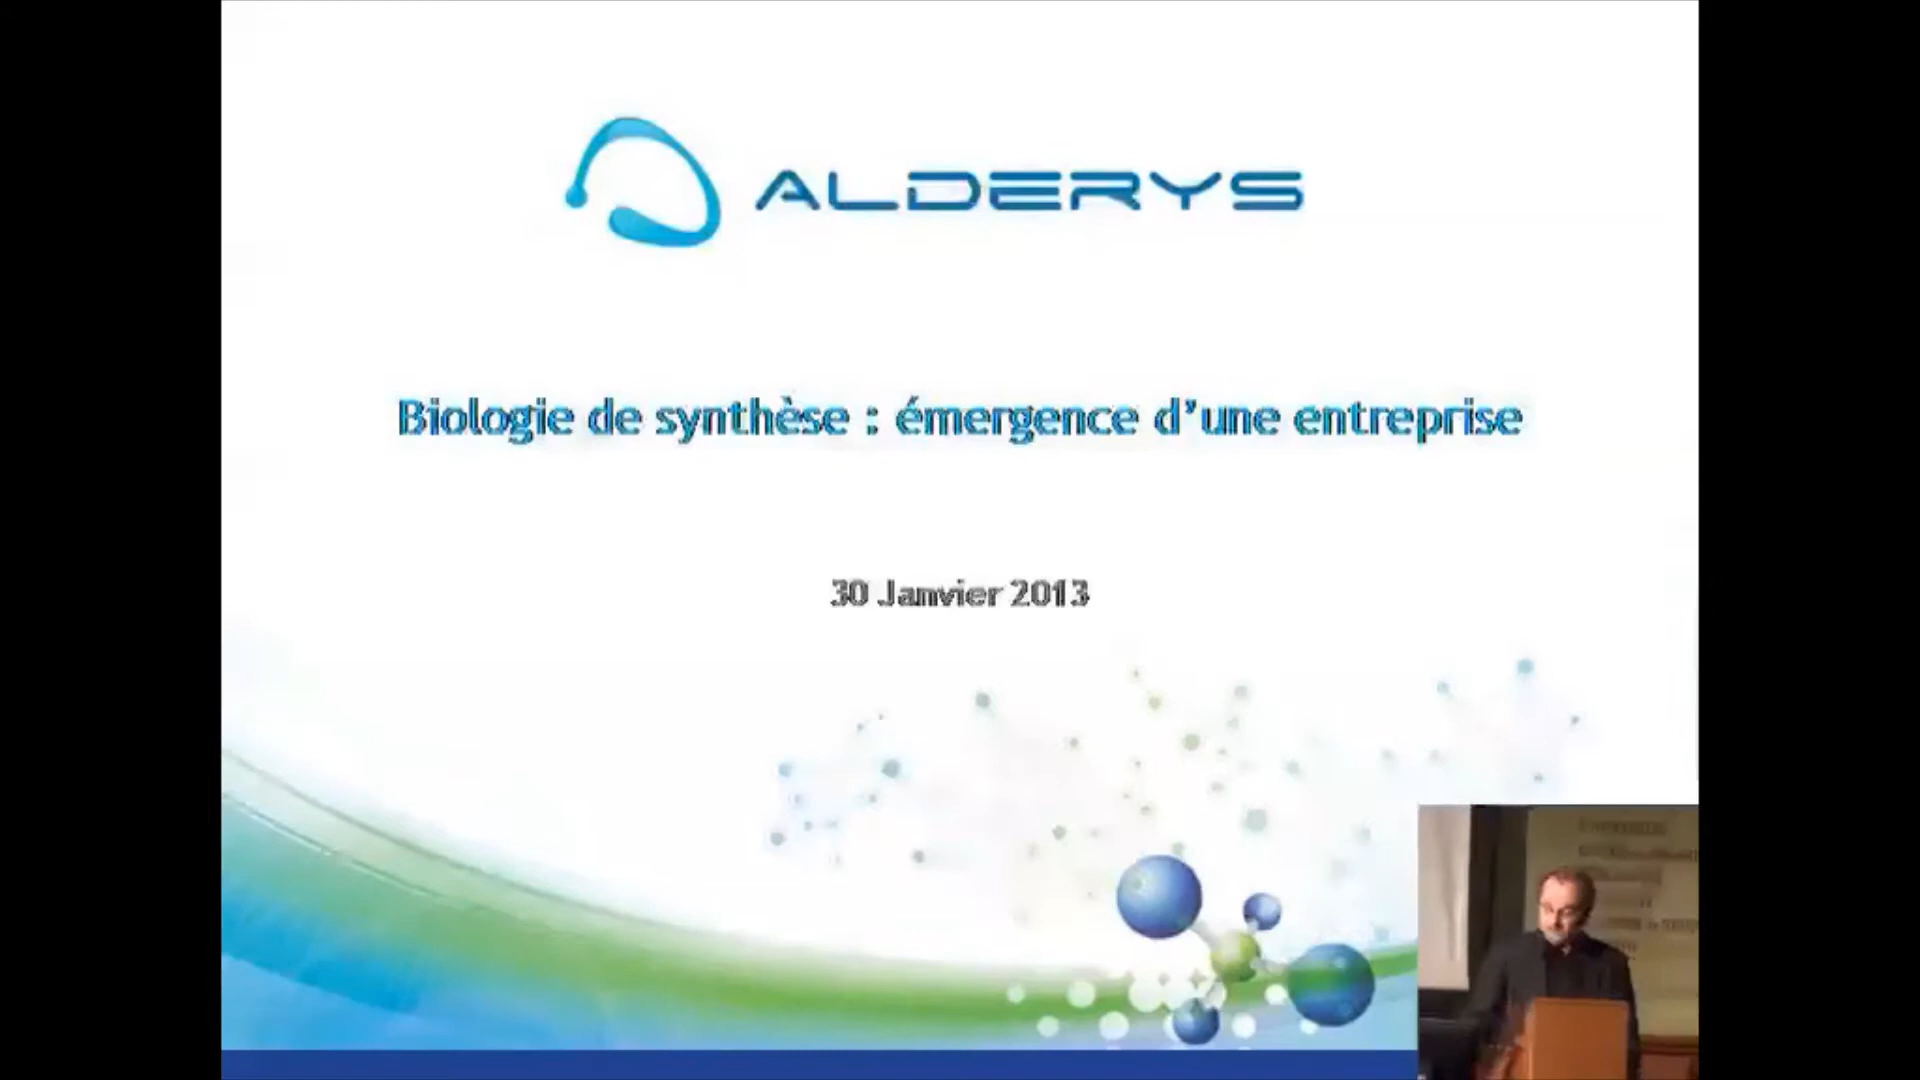 ALDERYS
Biologie de synthèse : émergence d'une entreprise
30 Janvier 2013